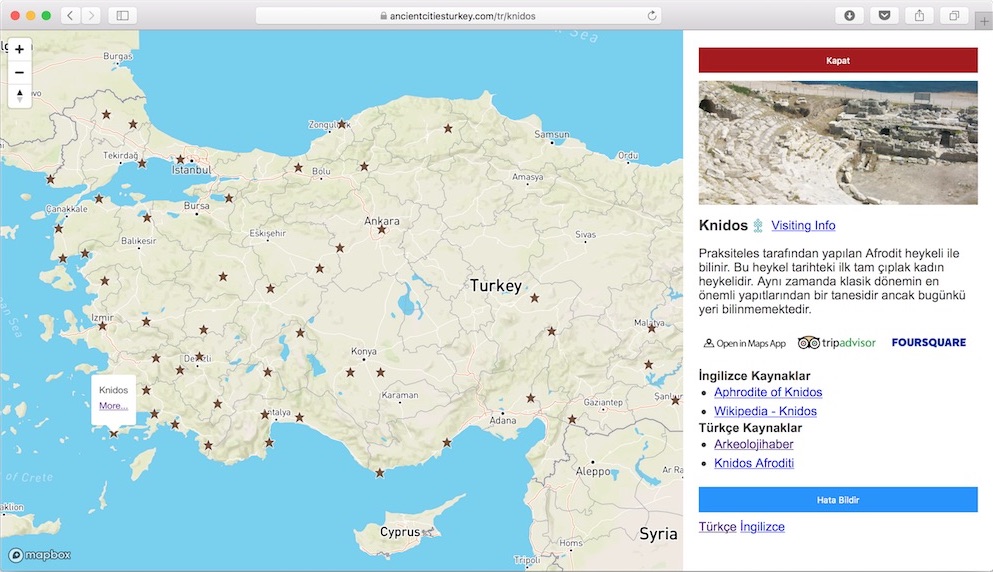 ancientcitiesturkey.com/tr/knidos
Burgas
Zonguldak
Samsun
Tekirdağ
İstanbul
Bolu
Ordu
Amasya
Çanakkale
Bursa
Ankara
Eskişehir
Sivas
Balıkesir
Turkey
İzmir
Malatya
Denizli
Konya
Karaman
Antalya
Gaziantep
Adana
Knidos
More...
Aleppo
of Crete
Cyprus
Syria
Homs
Tripoli
mapbox
Kapat
Knidos
Visiting Info
Praksiteles tarafından yapılan Afrodit heykeli ile
bilinir. Bu heykel tarihteki ilk tam çıplak kadın
heykelidir. Aynı zamanda klasik dönemin en
önemli yapıtlarından bir tanesidir ancak bugünkü
yeri bilinmemektedir.
Open in Maps App
tripadvisor
FOURSQUARE
İngilizce Kaynaklar
Aphrodite of Knidos
Wikipedia - Knidos
Türkçe Kaynaklar
Arkeolojihaber
Knidos Afroditi
Hata Bildir
Türkçe İngilizce